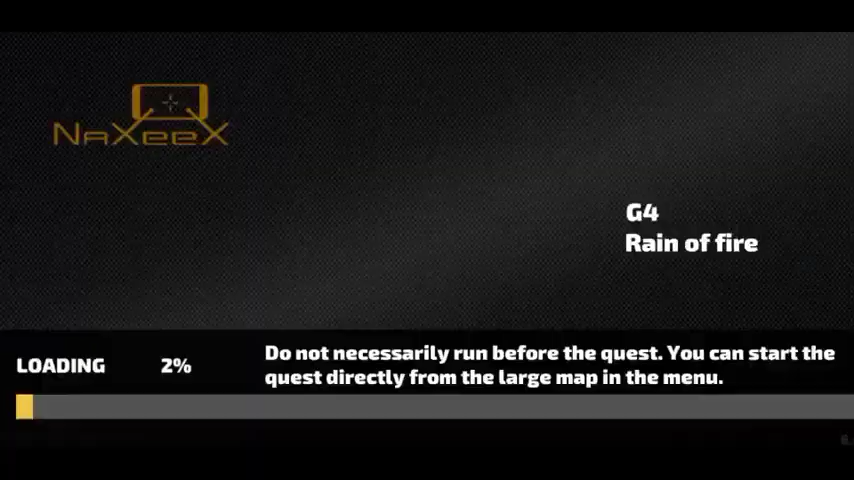 NaXeeX
G4
Rain of fire
LOADING 2%
Do not necessarily run before the quest. You can start the
quest directly from the large map in the menu.